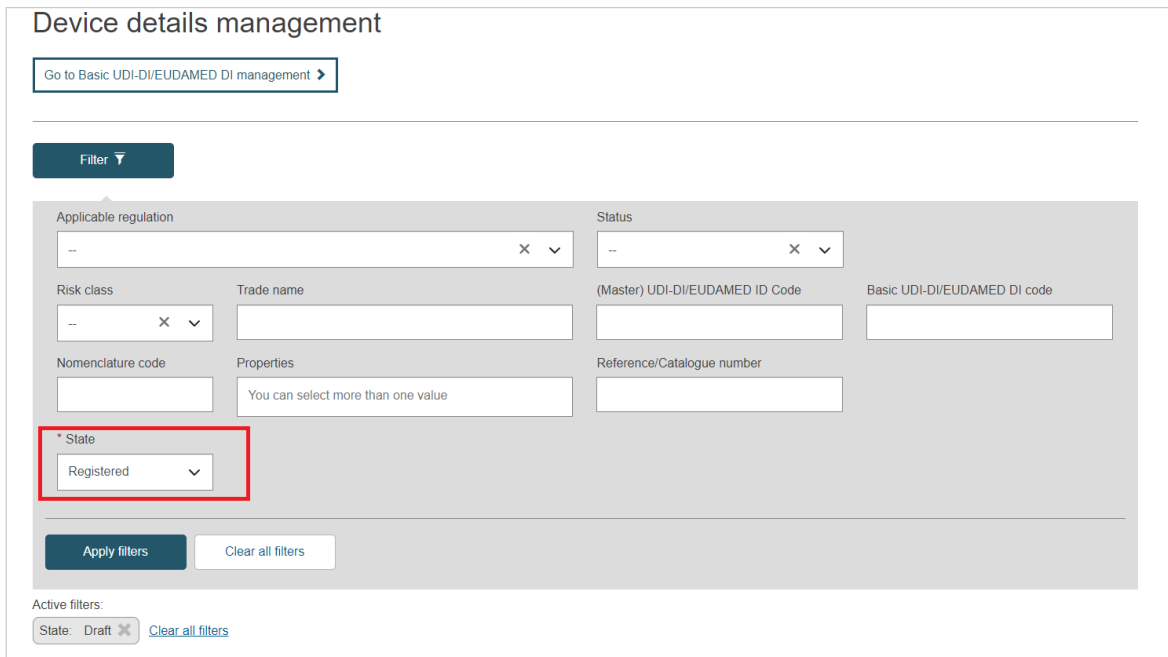 Device details management
Go to Basic UDI-DI/EUDAMED DI management
Filter
Applicable regulation Status
-- --
Risk class Trade name (Master) UDI-DI/EUDAMED ID Code Basic UDI-DI/EUDAMED DI code
--
Nomenclature code Properties Reference/Catalogue number
You can select more than one value
* State
Registered
Apply filters Clear all filters
Active filters:
State: Draft Clear all filters